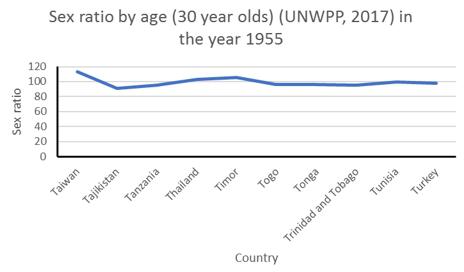 Sex ratio by age (30 year olds) (UNWPP, 2017) in
the year 1955
120
100
80
60
40
20
0
Sex ratio
Taiwan
Tajikistan
Tanzania
Thailand
Timor
Togo
Tonga
Trinidad and Tobago
Tunisia
Turkey
Country